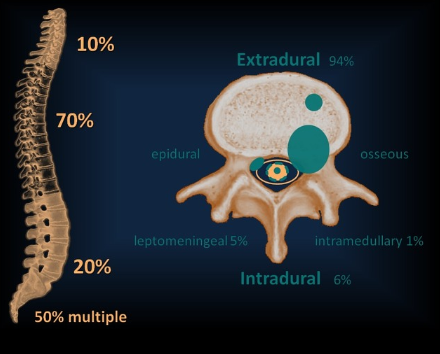 10%
Extradural 94%
70%
epidural
osseous
leptomeningeal 5%
intramedullary 1%
20%
Intradural 6%
50% multiple